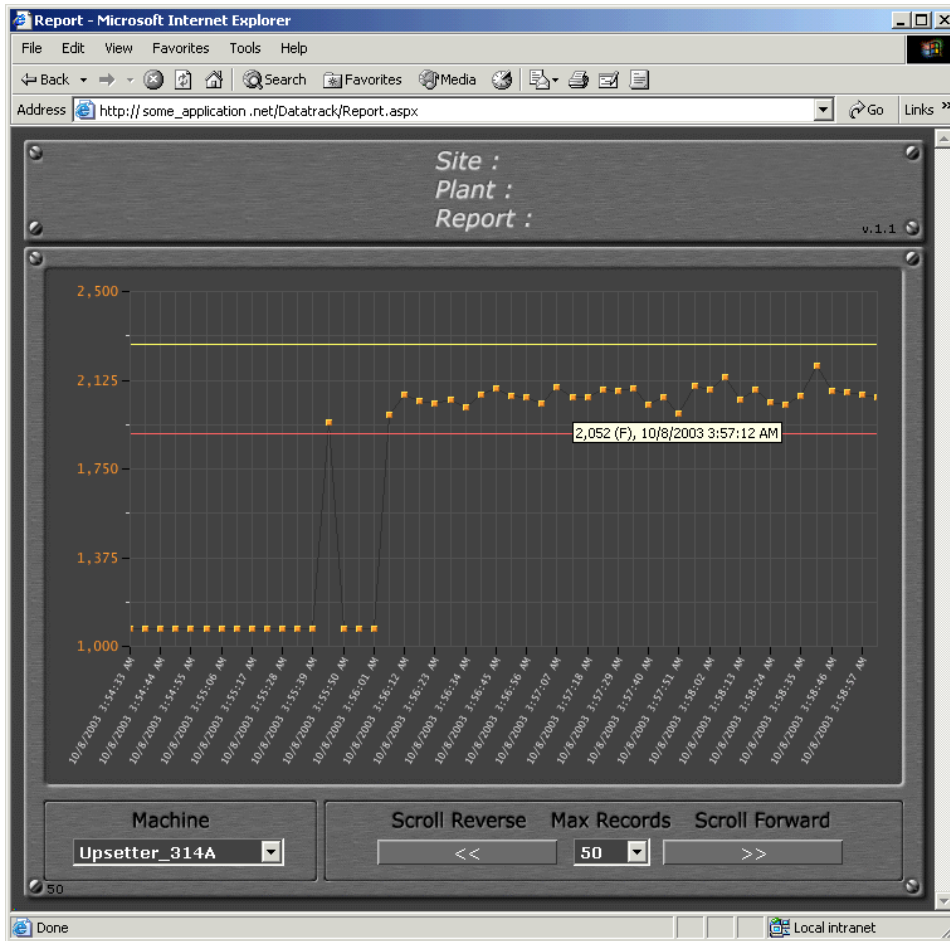 Report - Microsoft Internet Explorer
File Edit View Favorites Tools Help
Back Search Favorites Media
Address http:// some_application .net/Datatrack/Report.aspx Go Links »
Site :
Plant :
Report :
v.1.1
2,500
2,125
1,750
1,375
1,000
2,052 (F), 10/8/2003 3:57:12 AM
10/8/2003 3:54:33 AM
10/8/2003 3:54:44 AM
10/8/2003 3:54:55 AM
10/8/2003 3:55:06 AM
10/8/2003 3:55:17 AM
10/8/2003 3:55:28 AM
10/8/2003 3:55:39 AM
10/8/2003 3:55:50 AM
10/8/2003 3:56:01 AM
10/8/2003 3:56:12 AM
10/8/2003 3:56:23 AM
10/8/2003 3:56:34 AM
10/8/2003 3:56:45 AM
10/8/2003 3:56:56 AM
10/8/2003 3:57:07 AM
10/8/2003 3:57:18 AM
10/8/2003 3:57:29 AM
10/8/2003 3:57:40 AM
10/8/2003 3:57:51 AM
10/8/2003 3:58:02 AM
10/8/2003 3:58:13 AM
10/8/2003 3:58:24 AM
10/8/2003 3:58:35 AM
10/8/2003 3:58:46 AM
10/8/2003 3:58:57 AM
Machine Scroll Reverse Max Records Scroll Forward
Upsetter_314A << 50 >>
50
Done Local intranet